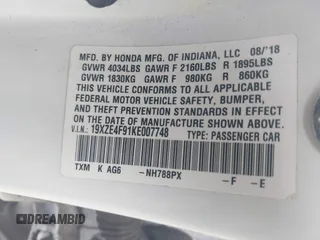 MFD. BY HONDA MFG. OF INDIANA, LLC 08/'18
GVWR 4034LBS GAWR F 2160LBS R 1895LBS
GVWR 1830KG GAWR F 980KG R 860KG
THIS VEHICLE CONFORMS TO ALL APPLICABLE
FEDERAL MOTOR VEHICLE SAFETY, BUMPER,
AND THEFT PREVENTION STANDARDS IN EFFECT
ON THE DATE OF MANUFACTURE SHOWN ABOVE.
V.I.N.: 19XZE4F91KE007748 TYPE: PASSENGER CAR
TXM K AG6 -NH788PX -F -E
© DREAMBID
DREAMBID